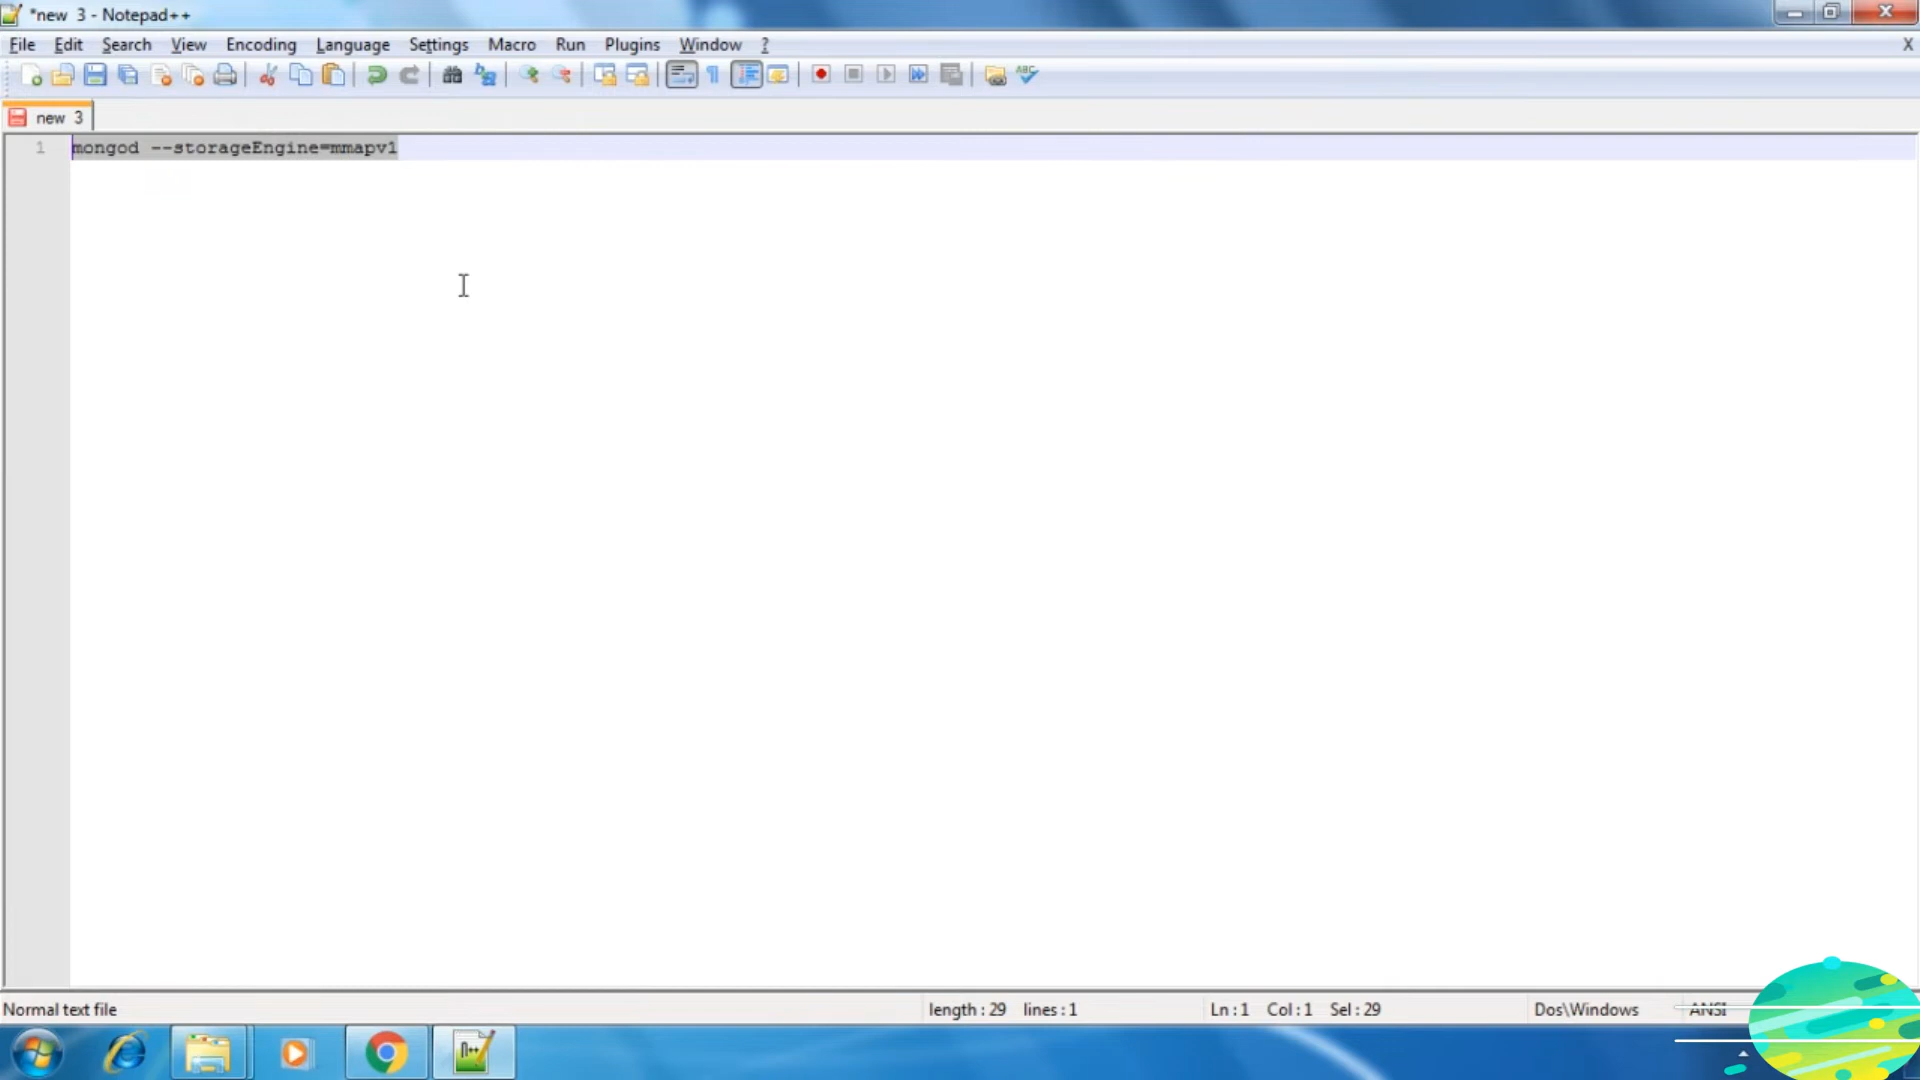 *new 3 - Notepad++
File Edit Search View Encoding Language Settings Macro Run Plugins Window ? X
new 3
1 mongod --storageEngine=mmapv1
Normal text file length : 29 lines : 1 Ln : 1 Col : 1 Sel : 29 Dos\Windows ANSI